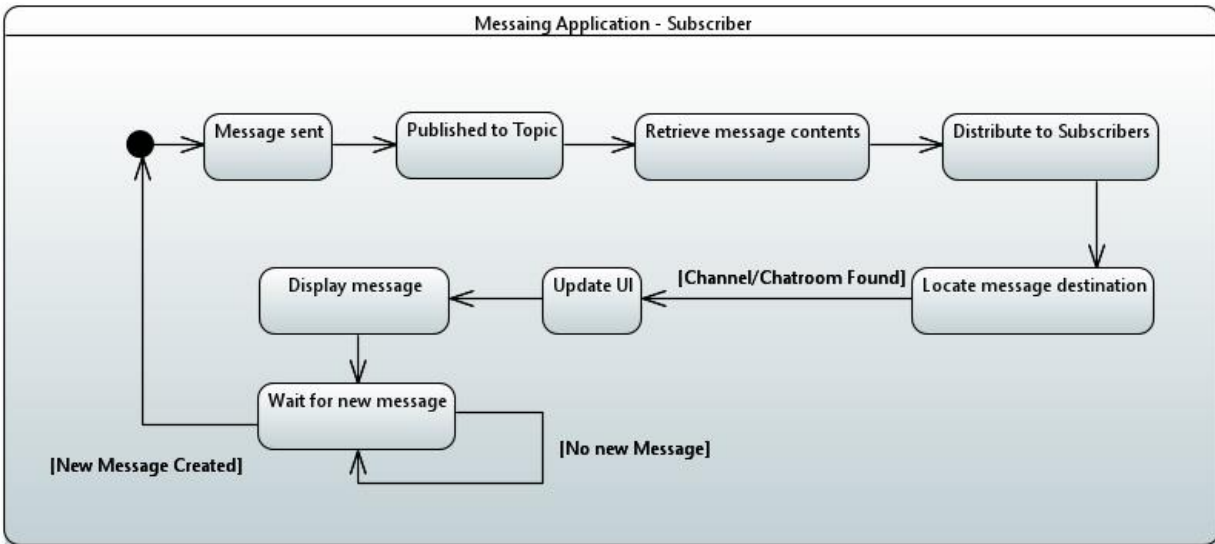 Messaing Application - Subscriber
Message sent
Published to Topic
Retrieve message contents
Distribute to Subscribers
Locate message destination
[Channel/Chatroom Found]
Update UI
Display message
Wait for new message
[No new Message]
[New Message Created]